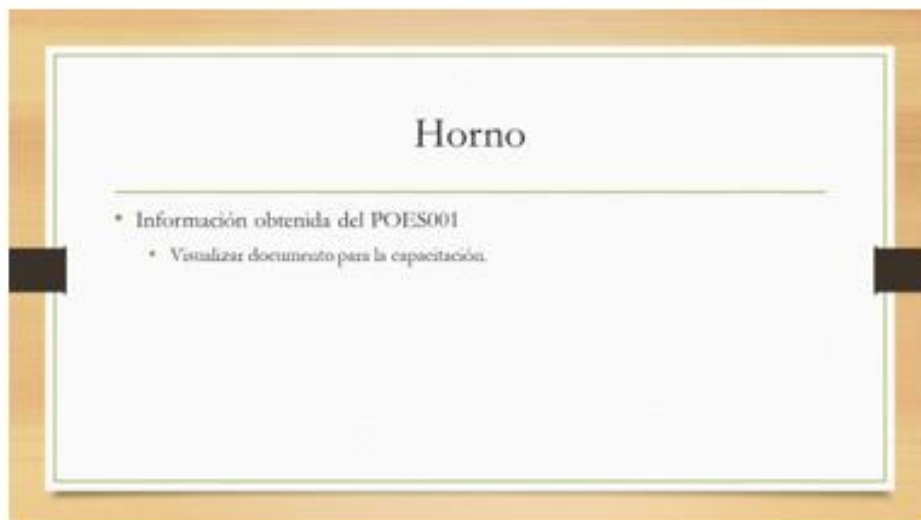 Horno
• Información obtenida del POES001
• Visualizar documento para la capacitación.